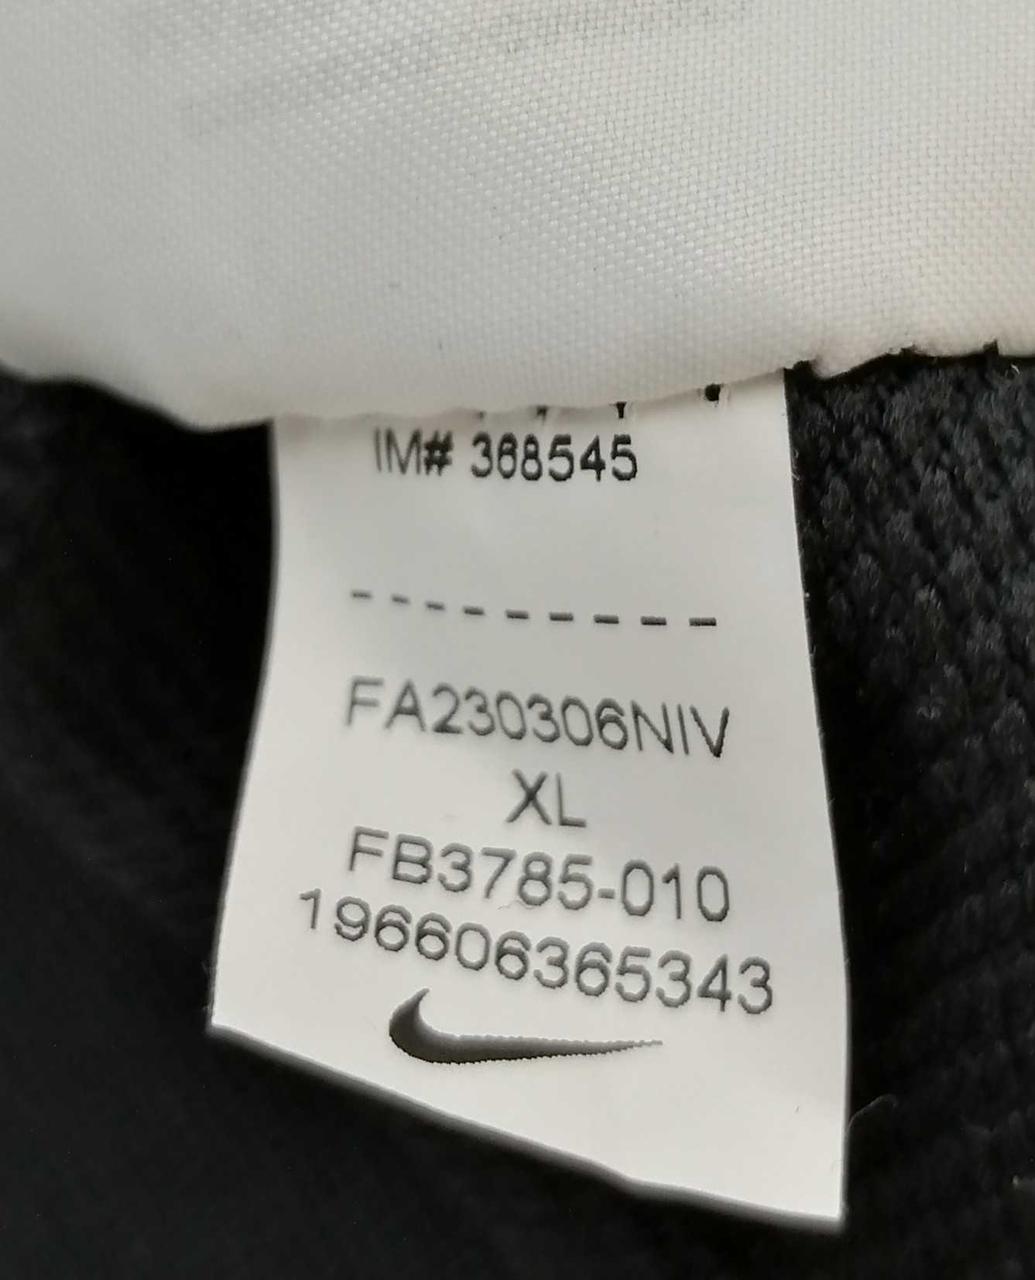 IM# 368545
- - - - - - - - -
FA230306NIV
XL
FB3785-010
196606365343